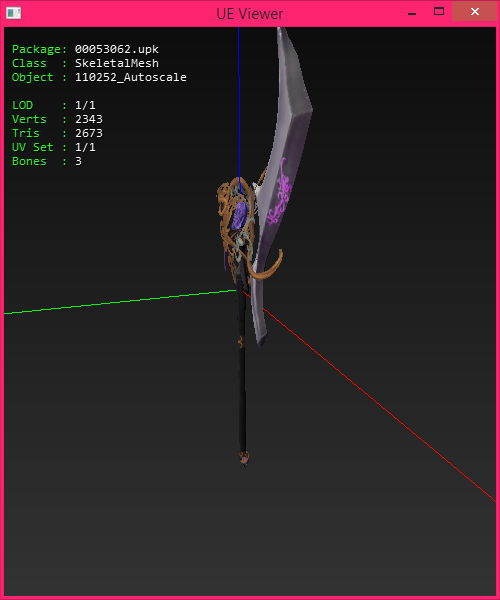 UE Viewer
Package: 00053062.upk
Class  : SkeletalMesh
Object : 110252_Autoscale
LOD    : 1/1
Verts  : 2343
Tris   : 2673
UV Set : 1/1
Bones  : 3